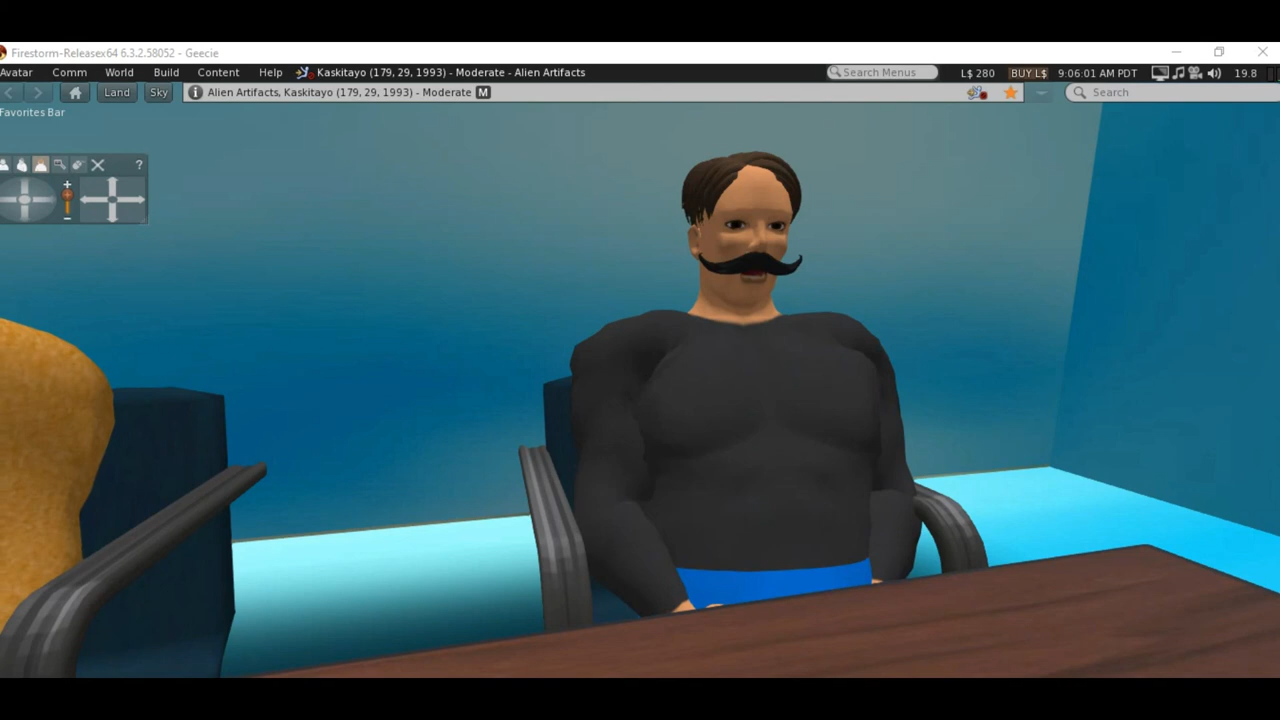 Firestorm-Releasex64 6.3.2.58052 - Geecie
Avatar Comm World Build Content Help Kaskitayo (179, 29, 1993) - Moderate - Alien Artifacts Search Menus L$ 280 BUY L$ 9:06:01 AM PDT 19.8
Land Sky Alien Artifacts, Kaskitayo (179, 29, 1993) - Moderate M Search
Favorites Bar
?